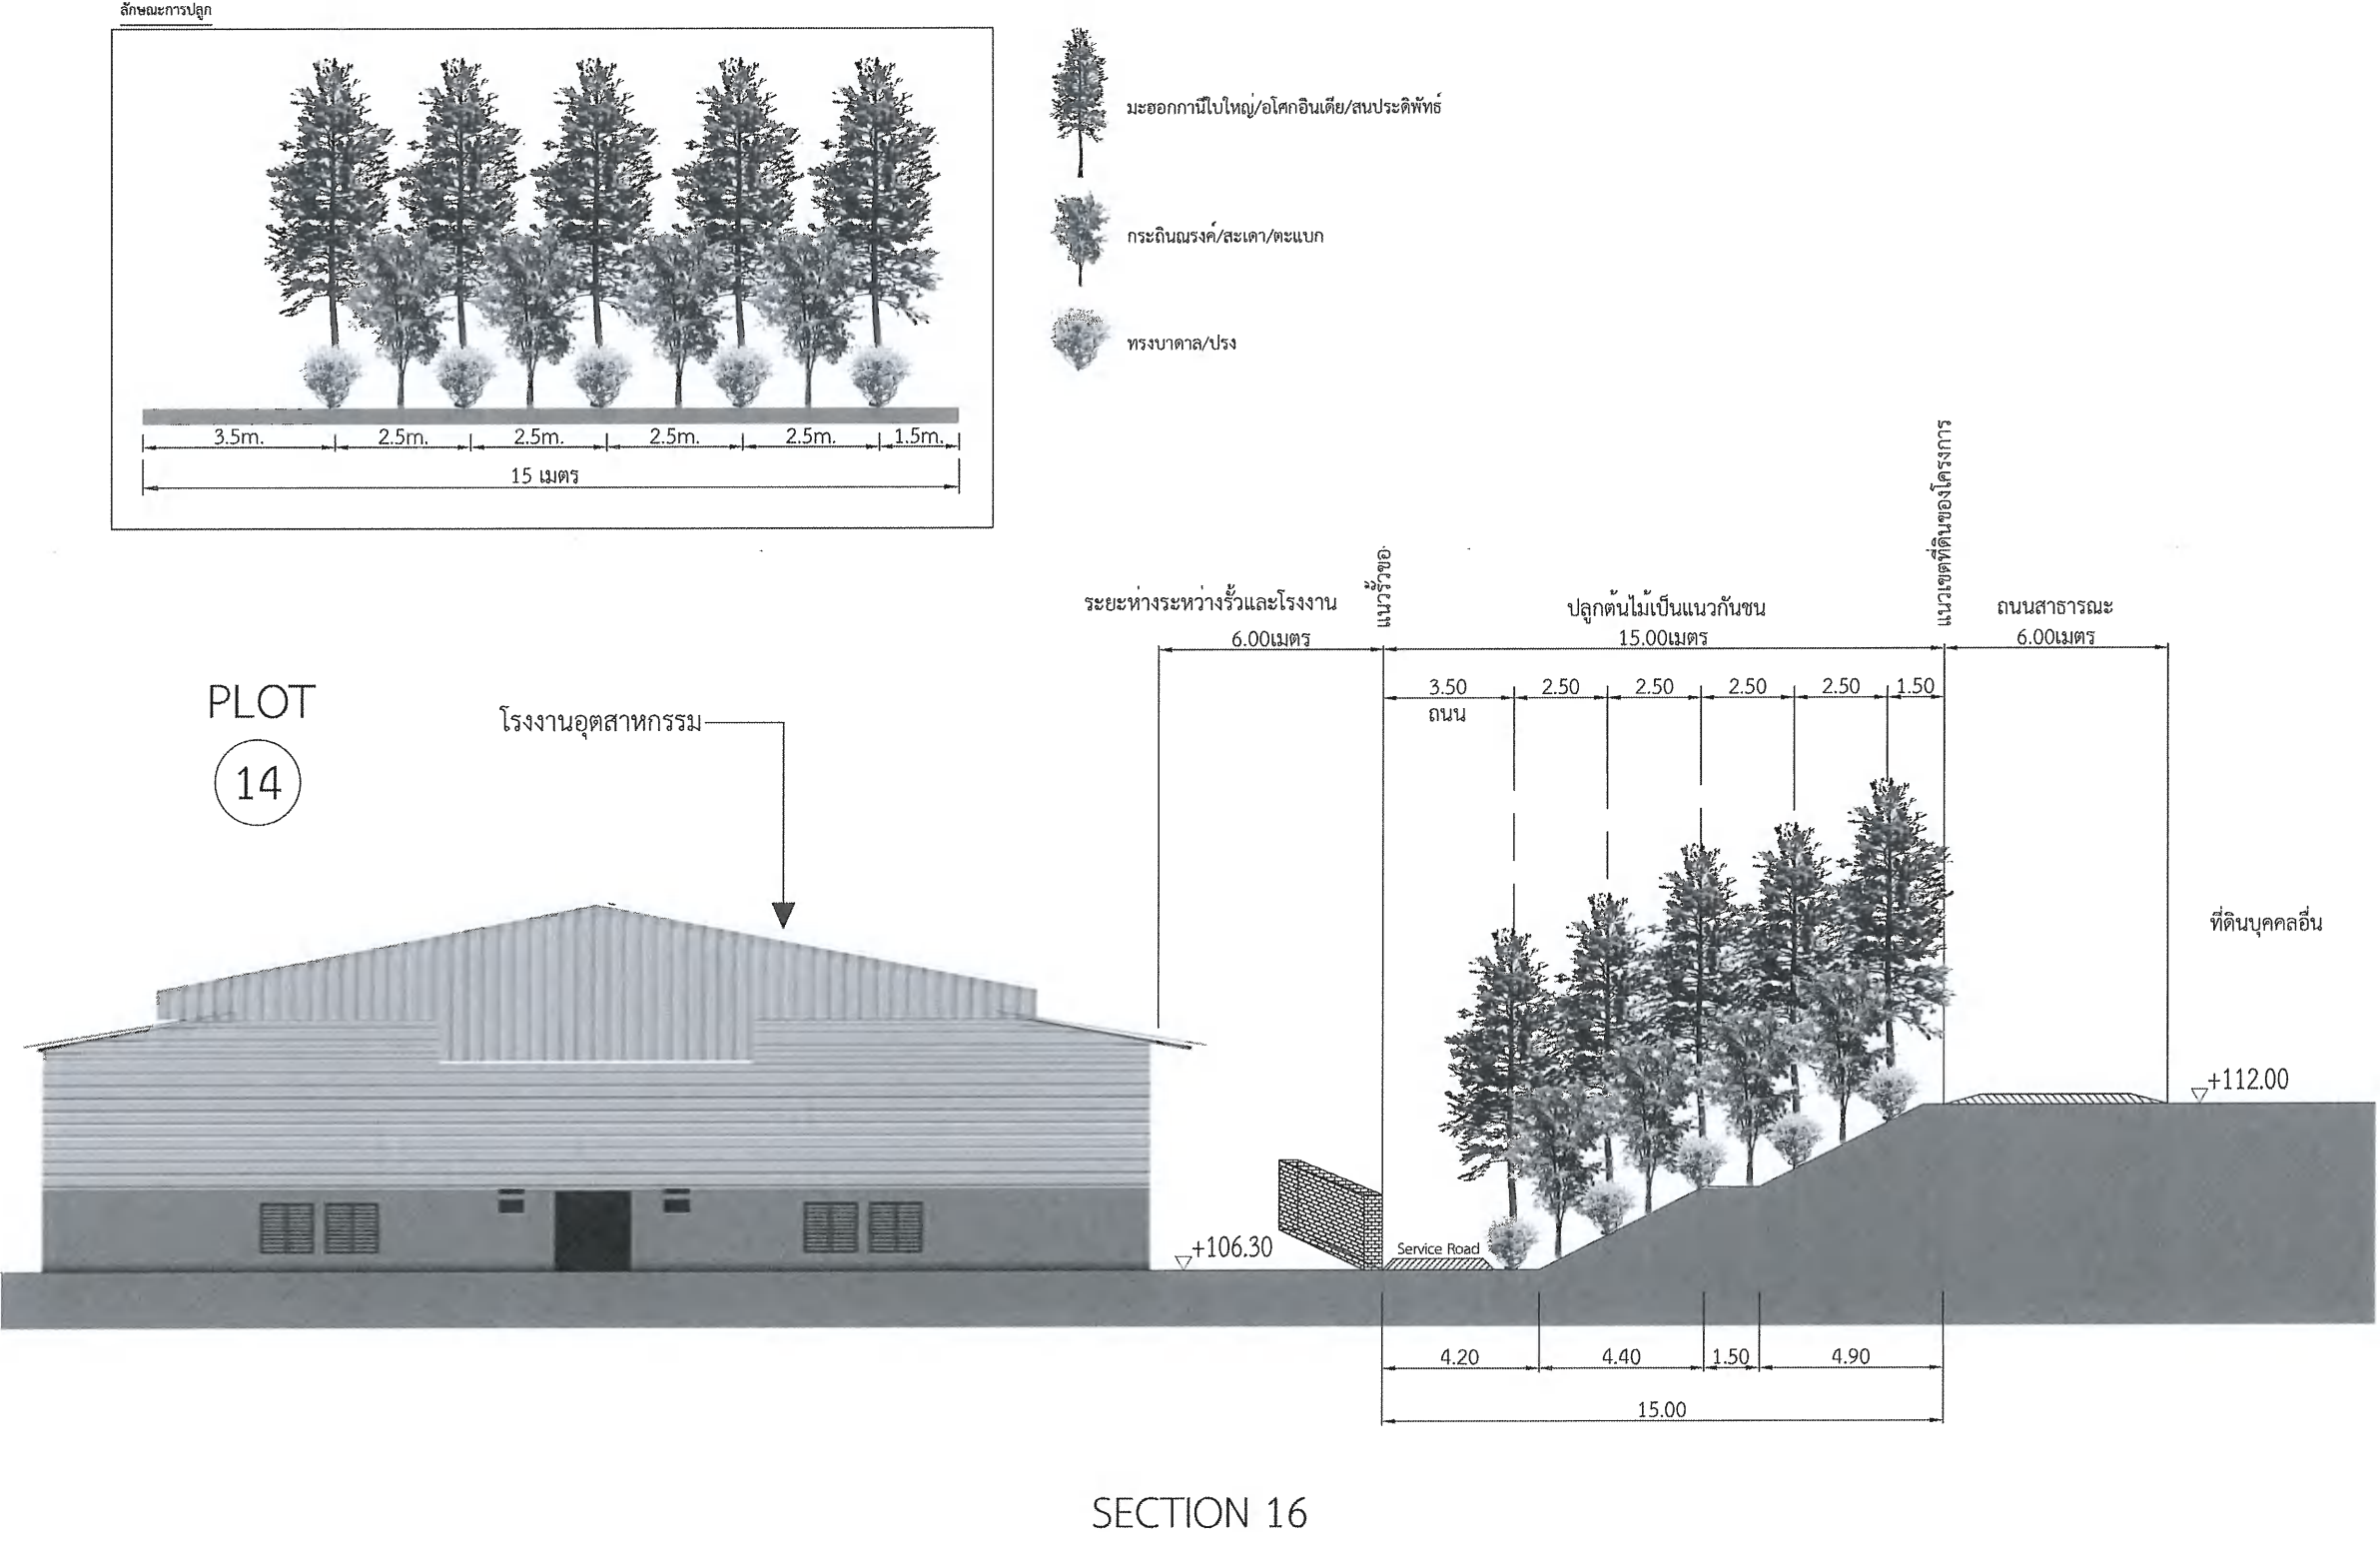 ลักษณะการปลูก
มะฮอกกานีใบใหญ่/อโศกอินเดีย/สนประดิพัทธ์
กระถินณรงค์/สะเดา/ตะแบก
ทรงบาดาล/ปรง
3.5m. 2.5m. 2.5m. 2.5m. 2.5m. 1.5m.
15 เมตร
แนวรั้วขอ
แนวเขตที่ดินของโครงการ
ระยะห่างระหว่างรั้วและโรงงาน
6.00เมตร
ปลูกต้นไม้เป็นแนวกันชน
15.00เมตร
ถนนสาธารณะ
6.00เมตร
3.50 2.50 2.50 2.50 2.50 1.50
ถนน
PLOT
14
โรงงานอุตสาหกรรม
ที่ดินบุคคลอื่น
+112.00
+106.30
Service Road
4.20 4.40 1.50 4.90
15.00
SECTION 16